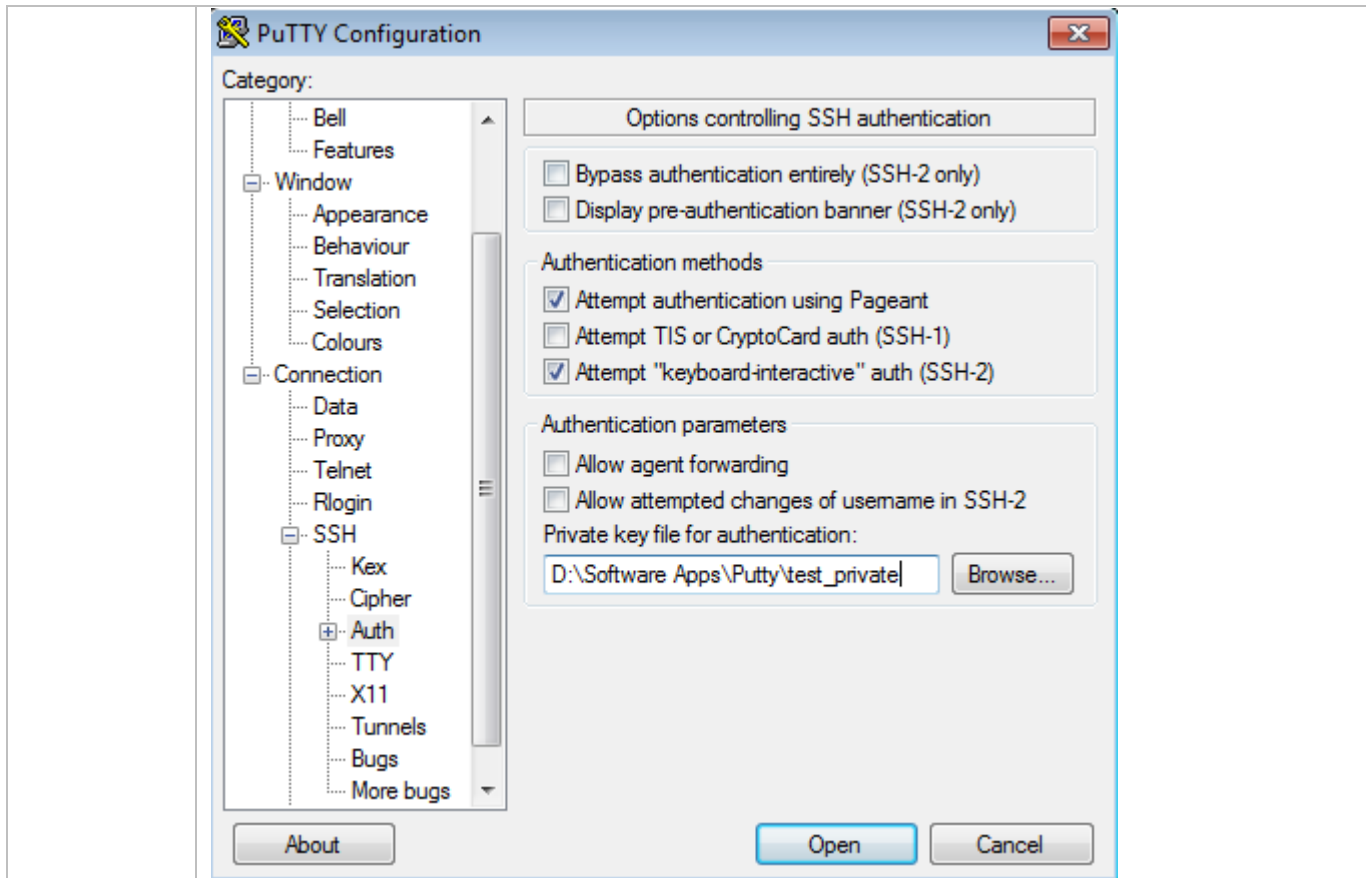 PuTTY Configuration
Category:
Bell
Features
Window
Appearance
Behaviour
Translation
Selection
Colours
Connection
Data
Proxy
Telnet
Rlogin
SSH
Kex
Cipher
Auth
TTY
X11
Tunnels
Bugs
More bugs
Options controlling SSH authentication
Bypass authentication entirely (SSH-2 only)
Display pre-authentication banner (SSH-2 only)
Authentication methods
Attempt authentication using Pageant
Attempt TIS or CryptoCard auth (SSH-1)
Attempt "keyboard-interactive" auth (SSH-2)
Authentication parameters
Allow agent forwarding
Allow attempted changes of username in SSH-2
Private key file for authentication:
D:\Software Apps\Putty\test_private
Browse...
About
Open
Cancel